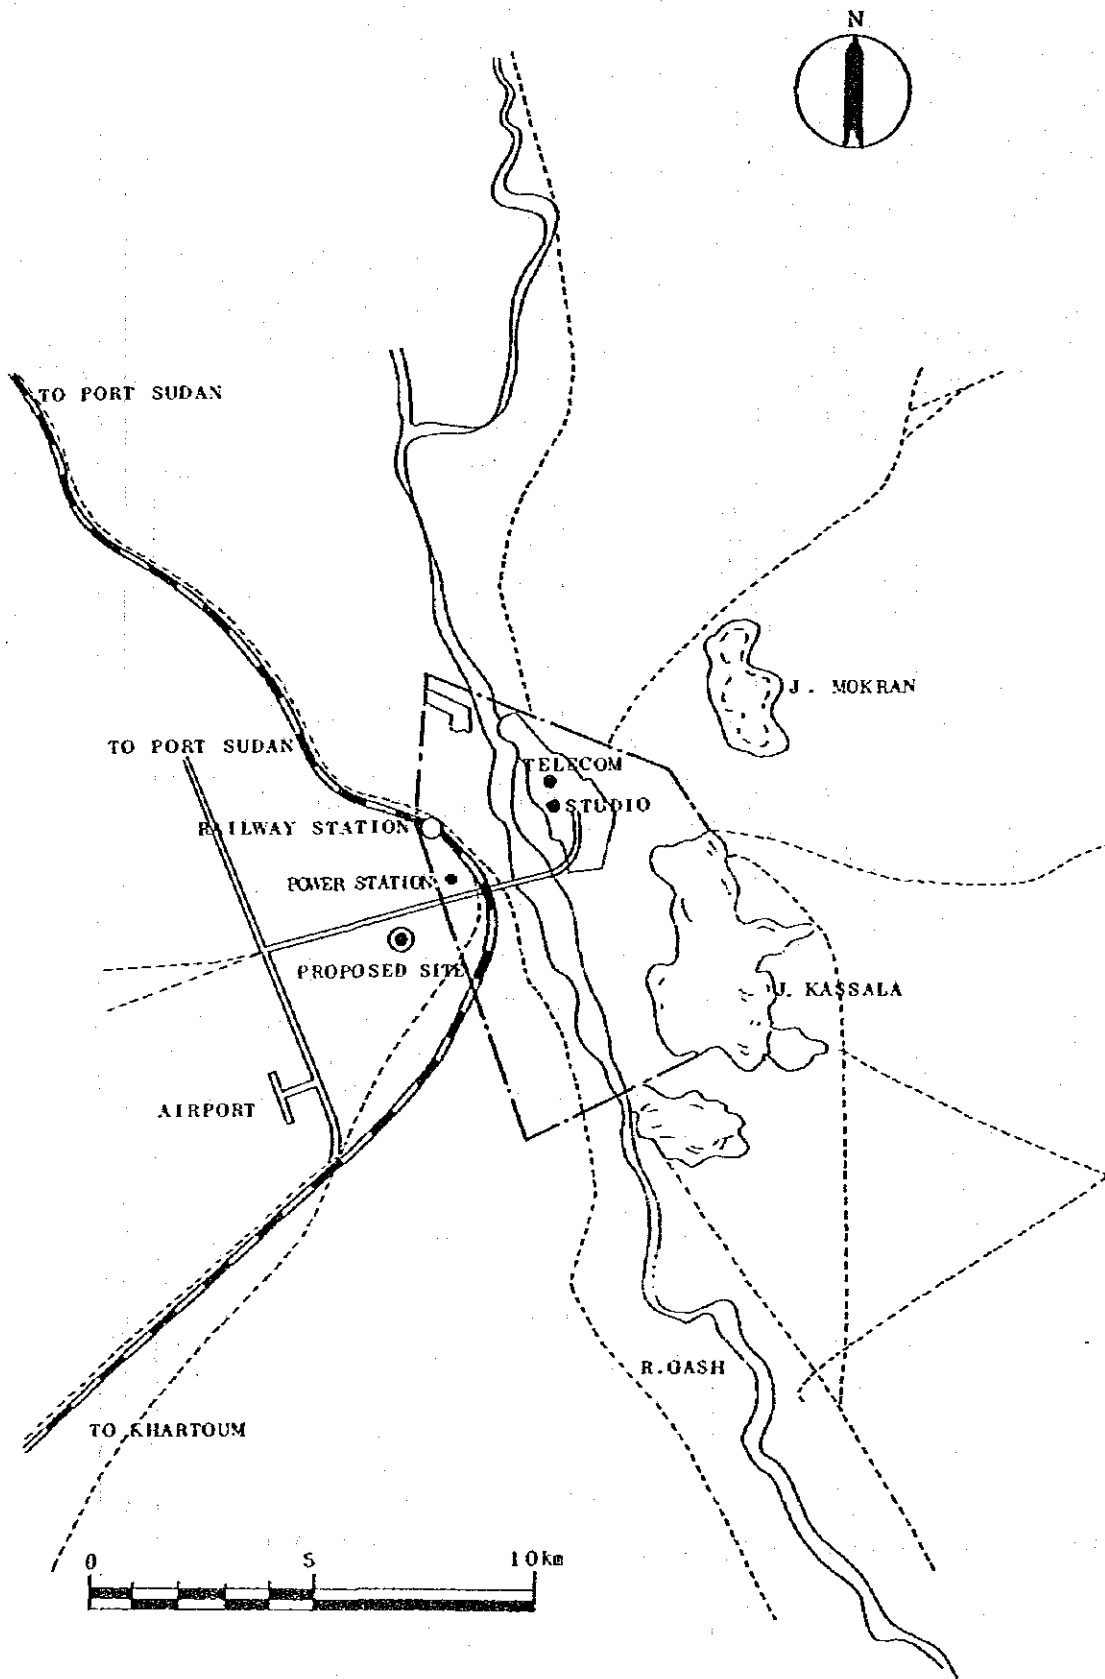 N
TO PORT SUDAN
J. MOKRAN
TO PORT SUDAN
TELECOM
STUDIO
RAILWAY STATION
POWER STATION
PROPOSED SITE
J. KASSALA
AIRPORT
R.GASH
TO KHARTOUM
0 5 10km